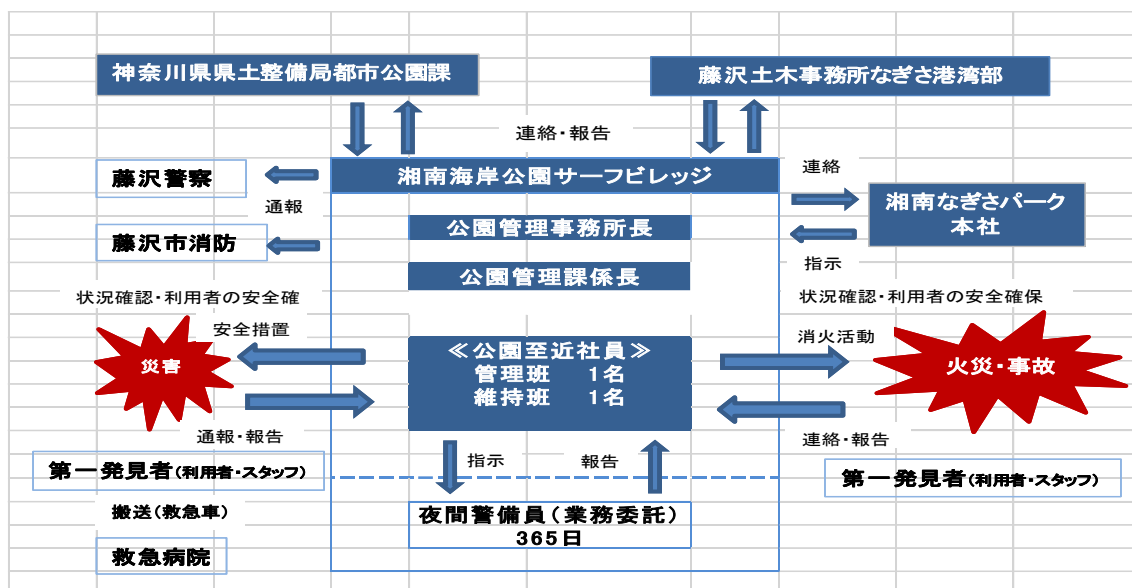 神奈川県県土整備局都市公園課
藤沢土木事務所なぎさ港湾部
連絡・報告
湘南海岸公園サーフビレッジ
藤沢警察
連絡
通報
湘南なぎさパーク
本社
公園管理事務所長
藤沢市消防
指示
公園管理課係長
状況確認・利用者の安全確
状況確認・利用者の安全確保
安全措置
消火活動
災害
≪公園至近社員≫
管理班 1名
維持班 1名
火災・事故
通報・報告
連絡・報告
指示
報告
第一発見者(利用者・スタッフ)
第一発見者(利用者・スタッフ)
搬送(救急車)
夜間警備員(業務委託)
365日
救急病院